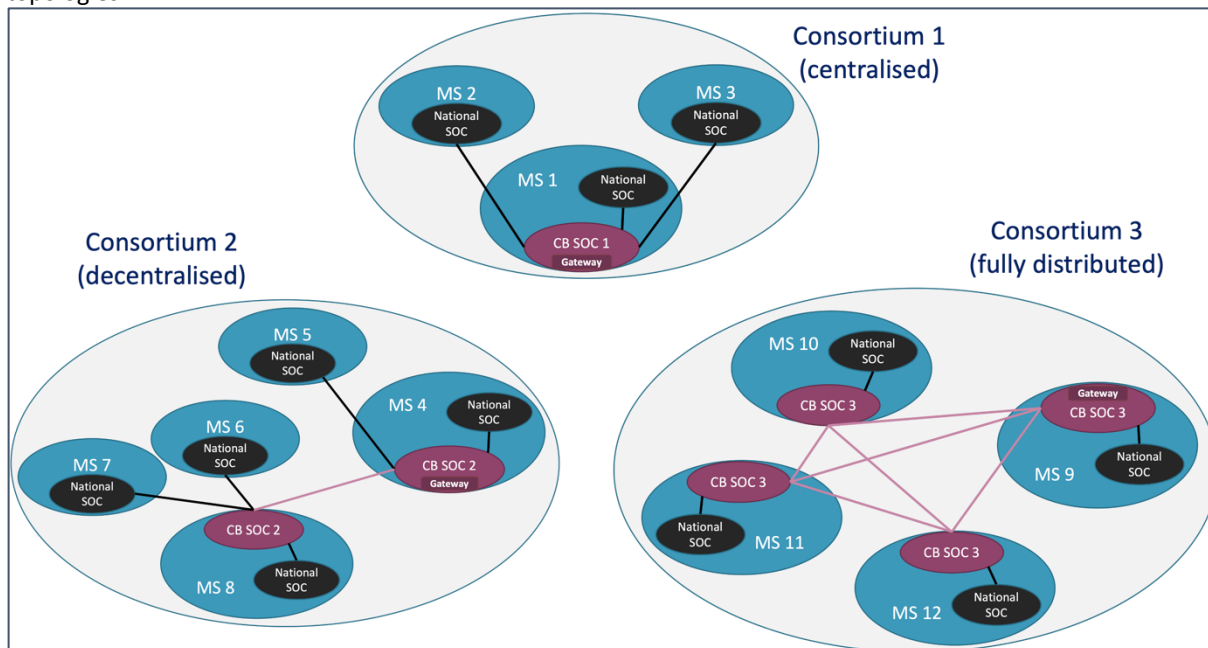 Consortium 1
(centralised)
MS 2
National
SOC
MS 3
National
SOC
MS 1
National
SOC
CB SOC 1
Gateway
Consortium 2
(decentralised)
MS 5
National
SOC
MS 4
National
SOC
CB SOC 2
Gateway
MS 6
National
SOC
MS 7
National
SOC
CB SOC 2
National
SOC
MS 8
Consortium 3
(fully distributed)
MS 10
National
SOC
CB SOC 3
Gateway
CB SOC 3
National
SOC
MS 9
CB SOC 3
National
SOC
MS 11
CB SOC 3
National
SOC
MS 12